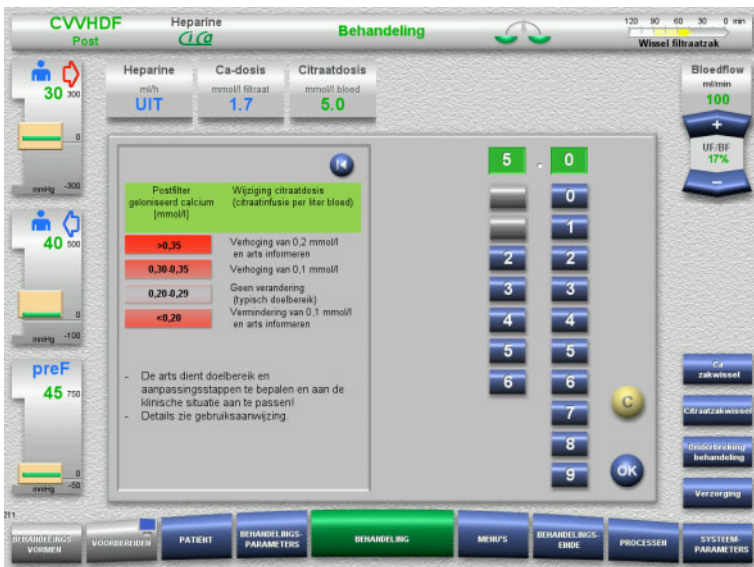 CVVHDF
Post
Heparine
CiCa
Behandeling
120 90 60 30 0 min
Wissel filtraatzak
30
300
0
mmHg -300
40
500
0
mmHg -100
preF
45
750
0
mmHg -50
Heparine
ml/h
UIT
Ca-dosis
mmol/l filtraat
1.7
Citraatdosis
mmol/l bloed
5.0
Bloedflow
ml/min
100
+
UF/BF
17%
−
Postfilter
geïoniseerd calcium
[mmol/l]
Wijziging citraatdosis
(citraatinfusie per liter bloed)
>0,35
Verhoging van 0,2 mmol/l
en arts informeren
0,30-0,35
Verhoging van 0,1 mmol/l
0,20-0,29
Geen verandering
(typisch doelbereik)
<0,20
Vermindering van 0,1 mmol/l
en arts informeren
- De arts dient doelbereik en
aanpassingsstappen te bepalen en aan de
klinische situatie aan te passen!
- Details zie gebruiksaanwijzing.
5 . 0
0
1
2 2
3 3
4 4
5 5
6 6
7
8
9
C
OK
Ca-
zakwissel
Citraatzakwissel
Onderbreking
behandeling
Verzorging
211
BEHANDELINGS-
VORMEN
VOORBEREIDEN
PATIËNT
BEHANDELINGS-
PARAMETERS
BEHANDELING
MENU'S
BEHANDELINGS-
EINDE
PROCESSEN
SYSTEEM-
PARAMETERS